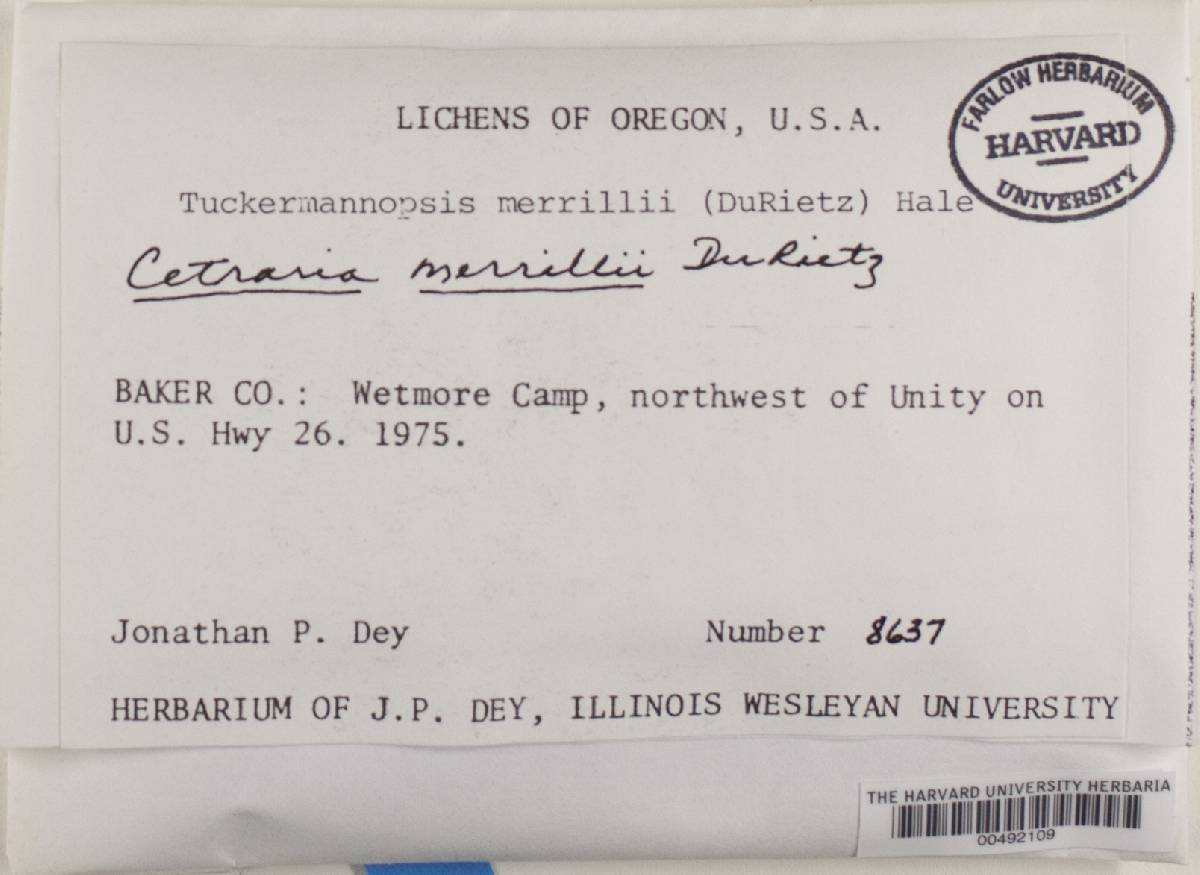 LICHENS OF OREGON, U.S.A.
FARLOW HERBARIUM
HARVARD
UNIVERSITY
Tuckermannopsis merrillii (DuRietz) Hale
Cetraria merrillii DuRietz
BAKER CO.: Wetmore Camp, northwest of Unity on
U.S. Hwy 26. 1975.
Jonathan P. Dey Number 8637
HERBARIUM OF J.P. DEY, ILLINOIS WESLEYAN UNIVERSITY
THE HARVARD UNIVERSITY HERBARIA
00492109